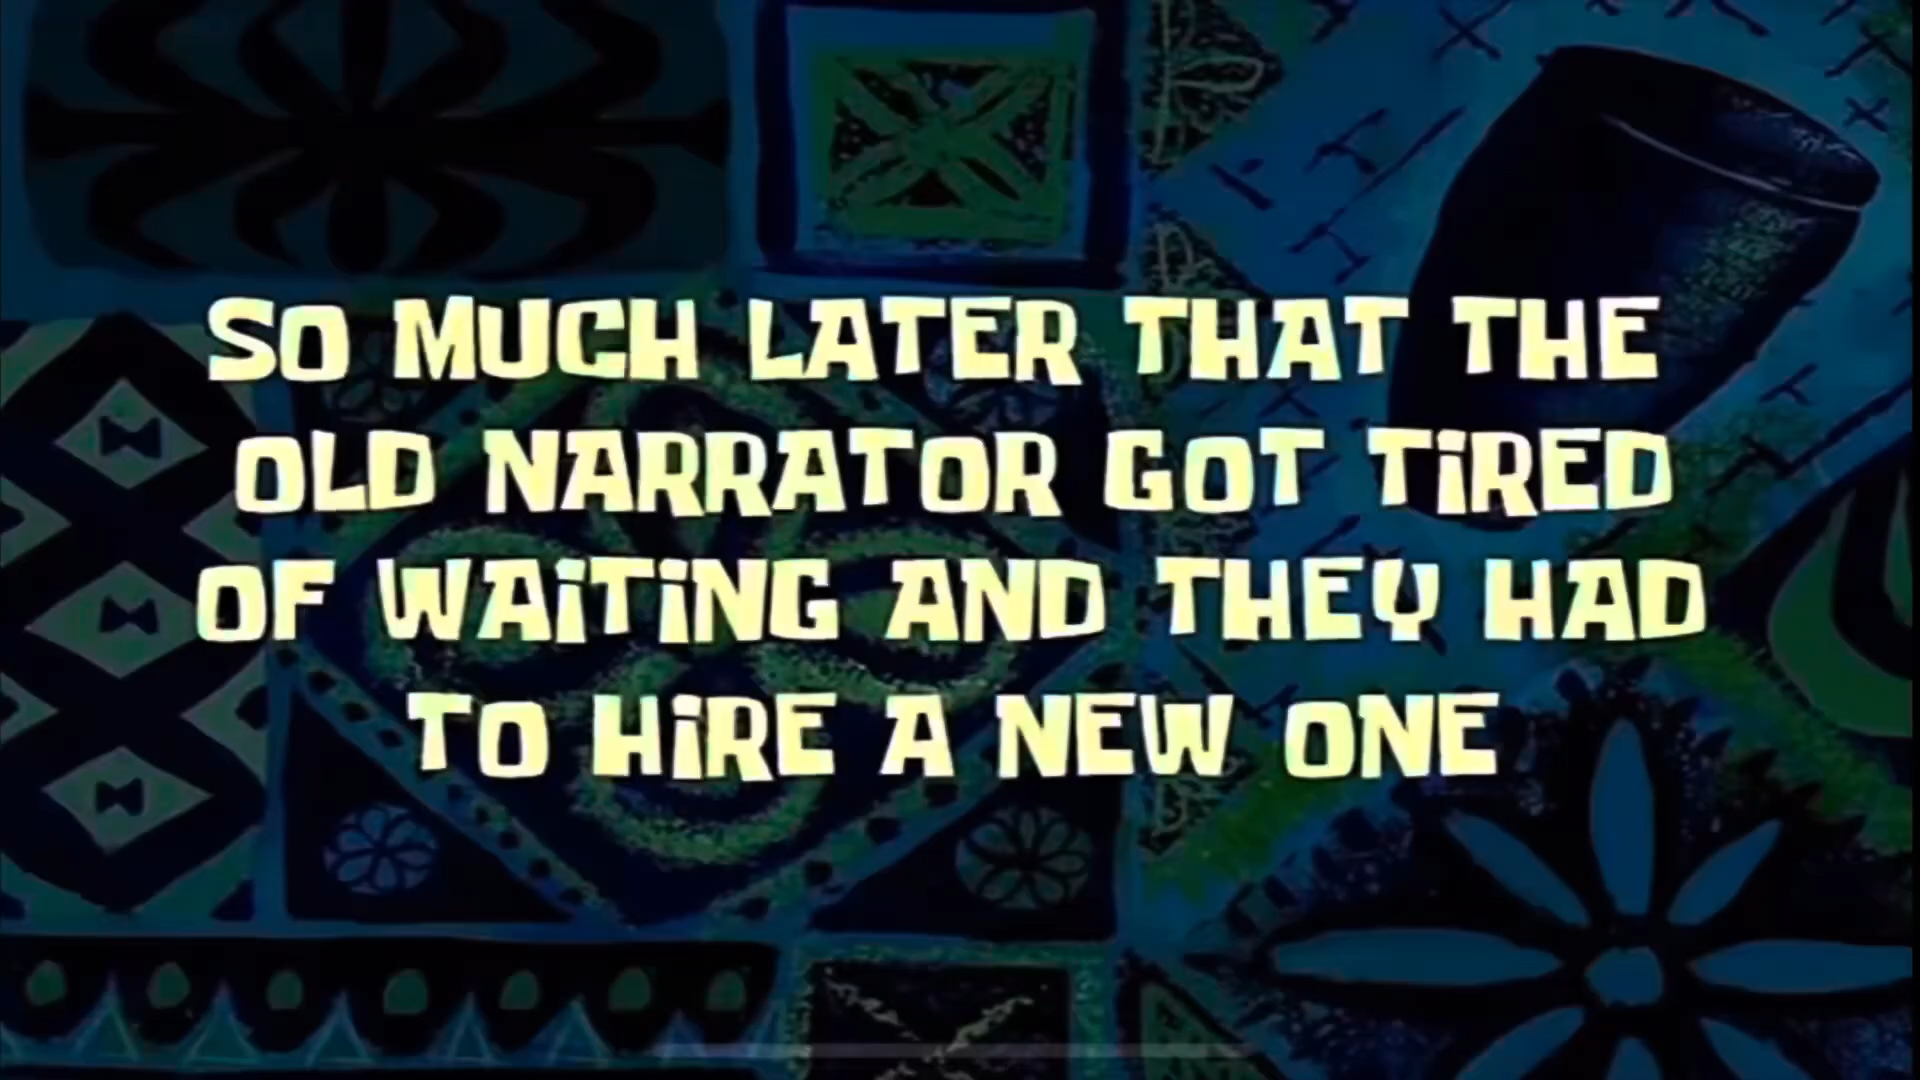 SO MUCH LATER THAT THE
OLD NARRATOR GOT TiRED
OF WAiTiNG AND THEY HAD
TO HiRE A NEW ONE